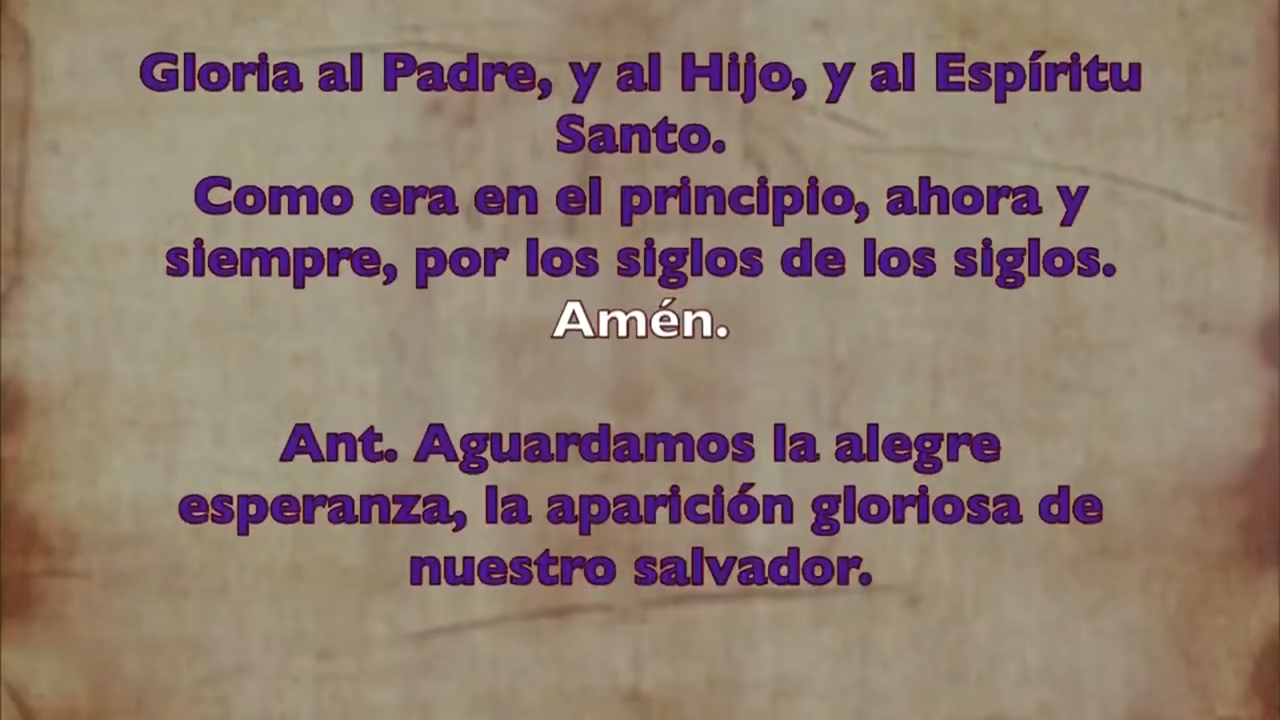 Gloria al Padre, y al Hijo, y al Espíritu
Santo.
Como era en el principio, ahora y
siempre, por los siglos de los siglos.
Amén.
Ant. Aguardamos la alegre
esperanza, la aparición gloriosa de
nuestro salvador.